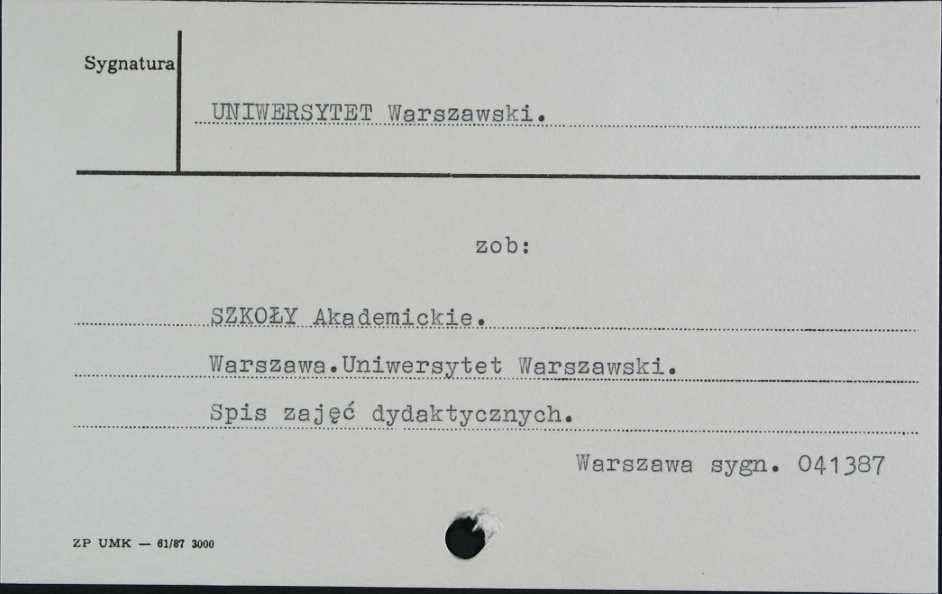 Sygnatura
UNIWERSYTET Warszawski.
zob:
SZKOŁY Akademickie.
Warszawa.Uniwersytet Warszawski.
Spis zajęć dydaktycznych.
Warszawa sygn. 041387
ZP UMK — 61/87 3000